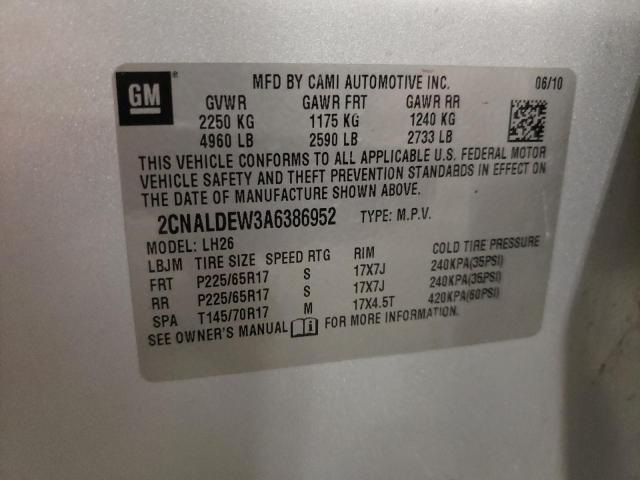 GM ®
MFD BY CAMI AUTOMOTIVE INC. 06/10
GVWR GAWR FRT GAWR RR
2250 KG 1175 KG 1240 KG
4960 LB 2590 LB 2733 LB
THIS VEHICLE CONFORMS TO ALL APPLICABLE U.S. FEDERAL MOTOR
VEHICLE SAFETY AND THEFT PREVENTION STANDARDS IN EFFECT ON
THE DATE OF MANUFACTURE SHOWN ABOVE.
2CNALDEW3A6386952 TYPE: M.P.V.
MODEL: LH26
LBJM TIRE SIZE SPEED RTG RIM COLD TIRE PRESSURE
FRT P225/65R17 S 17X7J 240KPA(35PSI)
RR P225/65R17 S 17X7J 240KPA(35PSI)
SPA T145/70R17 M 17X4.5T 420KPA(60PSI)
SEE OWNER'S MANUAL i FOR MORE INFORMATION.